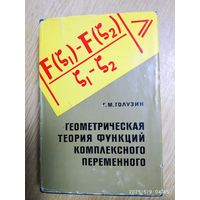 |F(ζ₁)-F(ζ₂)| ⩾
ζ₁-ζ₂
Г.М.ГОЛУЗИН
ГЕОМЕТРИЧЕСКАЯ
ТЕОРИЯ ФУНКЦИЙ
КОМПЛЕКСНОГО
ПЕРЕМЕННОГО